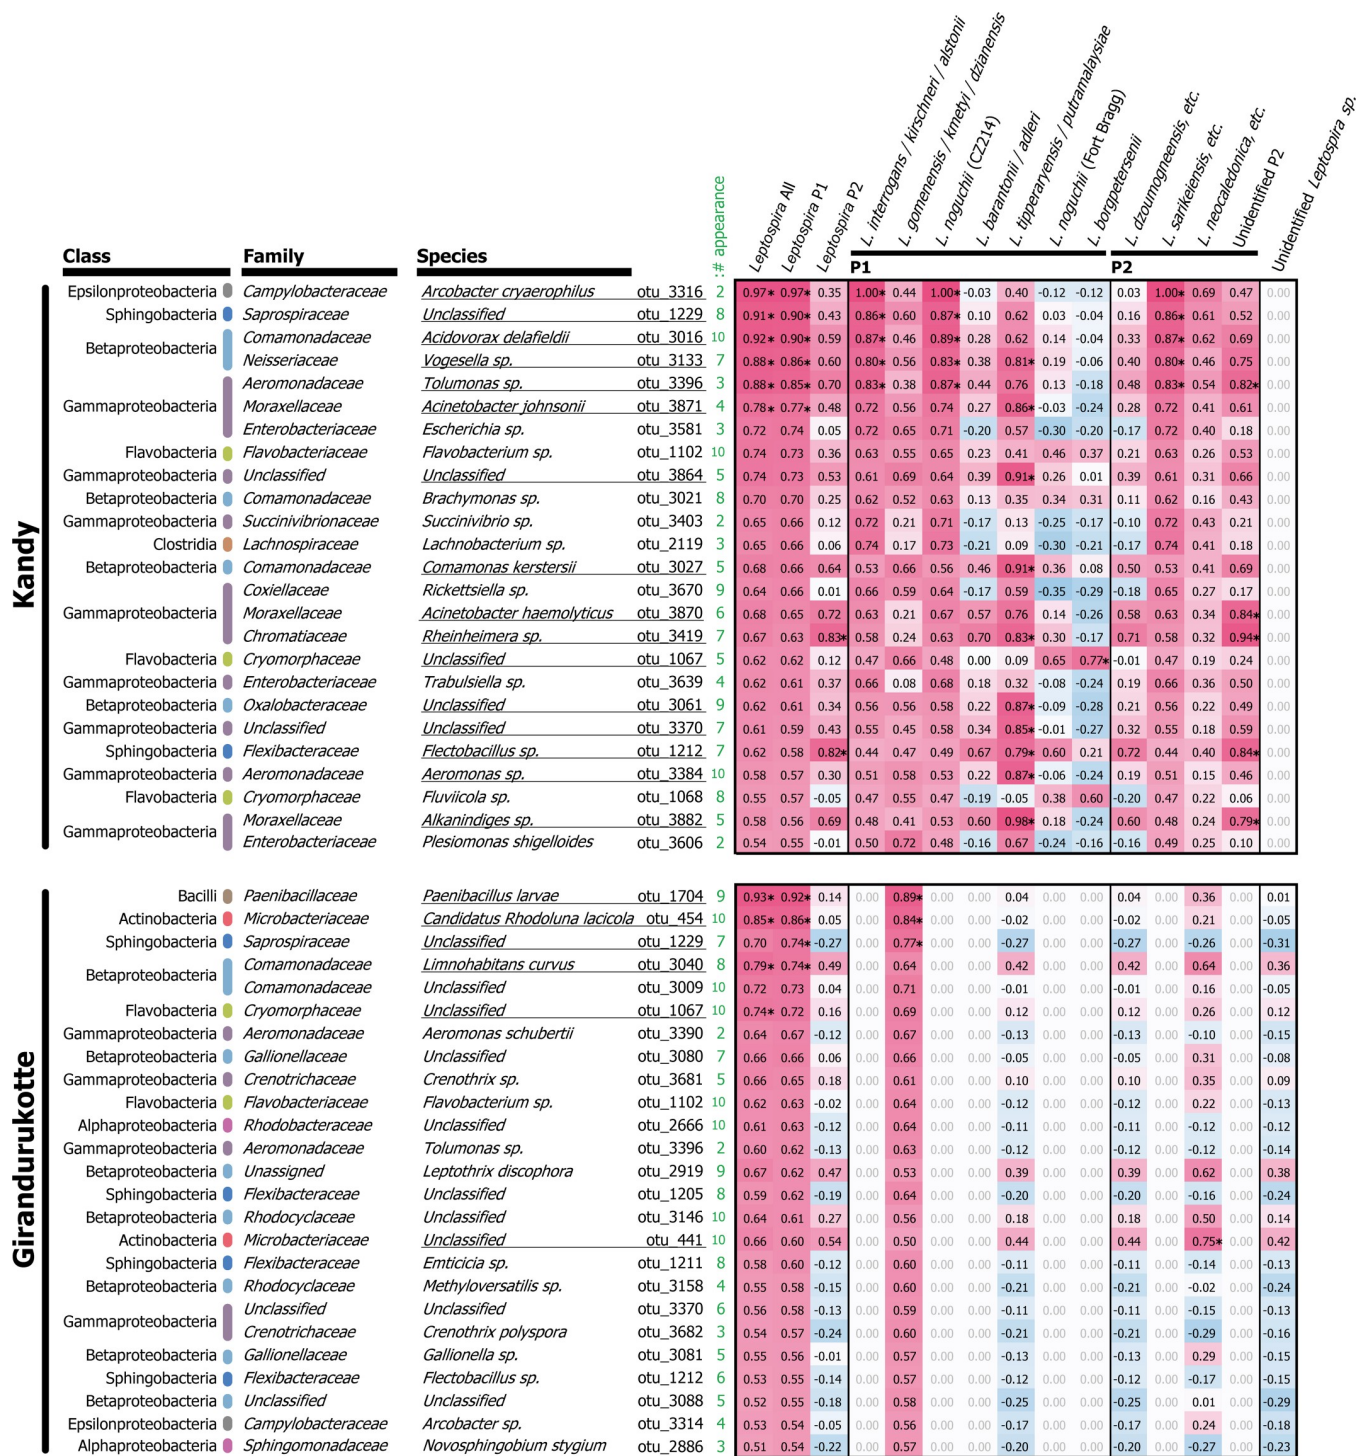 :# appearance
Leptospira All
Leptospira P1
Leptospira P2
L. interrogans / kirschneri / alstonii
L. gomenensis / kmetyi / dzianensis
L. noguchii (CZ214)
L. barantonii / adleri
L. tipperaryensis / putramalaysiae
L. noguchii (Fort Bragg)
L. borgpetersenii
L. dzoumogneensis, etc.
L. sarikeiensis, etc.
L. neocaledonica, etc.
Unidentified P2
Unidentified Leptospira sp.
Class Family Species P1 P2
Kandy
Epsilonproteobacteria Campylobacteraceae Arcobacter cryaerophilus otu_3316 2 0.97* 0.97* 0.35 1.00* 0.44 1.00* -0.03 0.40 -0.12 -0.12 0.03 1.00* 0.69 0.47 0.00
Sphingobacteria Saprospiraceae Unclassified otu_1229 8 0.91* 0.90* 0.43 0.86* 0.60 0.87* 0.10 0.62 0.03 -0.04 0.16 0.86* 0.61 0.52 0.00
Betaproteobacteria Comamonadaceae Acidovorax delafieldii otu_3016 10 0.92* 0.90* 0.59 0.87* 0.46 0.89* 0.28 0.62 0.14 -0.04 0.33 0.87* 0.62 0.69 0.00
Neisseriaceae Vogesella sp. otu_3133 7 0.88* 0.86* 0.60 0.80* 0.56 0.83* 0.38 0.81* 0.19 -0.06 0.40 0.80* 0.46 0.75 0.00
Gammaproteobacteria Aeromonadaceae Tolumonas sp. otu_3396 3 0.88* 0.85* 0.70 0.83* 0.38 0.87* 0.44 0.76 0.13 -0.18 0.48 0.83* 0.54 0.82* 0.00
Moraxellaceae Acinetobacter johnsonii otu_3871 4 0.78* 0.77* 0.48 0.72 0.56 0.74 0.27 0.86* -0.03 -0.24 0.28 0.72 0.41 0.61 0.00
Enterobacteriaceae Escherichia sp. otu_3581 3 0.72 0.74 0.05 0.72 0.65 0.71 -0.20 0.57 -0.30 -0.20 -0.17 0.72 0.40 0.18 0.00
Flavobacteria Flavobacteriaceae Flavobacterium sp. otu_1102 10 0.74 0.73 0.36 0.63 0.55 0.65 0.23 0.41 0.46 0.37 0.21 0.63 0.26 0.53 0.00
Gammaproteobacteria Unclassified Unclassified otu_3864 5 0.74 0.73 0.53 0.61 0.69 0.64 0.39 0.91* 0.26 0.01 0.39 0.61 0.31 0.66 0.00
Betaproteobacteria Comamonadaceae Brachymonas sp. otu_3021 8 0.70 0.70 0.25 0.62 0.52 0.63 0.13 0.35 0.34 0.31 0.11 0.62 0.16 0.43 0.00
Gammaproteobacteria Succinivibrionaceae Succinivibrio sp. otu_3403 2 0.65 0.66 0.12 0.72 0.21 0.71 -0.17 0.13 -0.25 -0.17 -0.10 0.72 0.43 0.21 0.00
Clostridia Lachnospiraceae Lachnobacterium sp. otu_2119 3 0.65 0.66 0.06 0.74 0.17 0.73 -0.21 0.09 -0.30 -0.21 -0.17 0.74 0.41 0.18 0.00
Betaproteobacteria Comamonadaceae Comamonas kerstersii otu_3027 5 0.68 0.66 0.64 0.53 0.66 0.56 0.46 0.91* 0.36 0.08 0.50 0.53 0.41 0.69 0.00
Gammaproteobacteria Coxiellaceae Rickettsiella sp. otu_3670 9 0.64 0.66 0.01 0.66 0.59 0.64 -0.17 0.59 -0.35 -0.29 -0.18 0.65 0.27 0.17 0.00
Moraxellaceae Acinetobacter haemolyticus otu_3870 6 0.68 0.65 0.72 0.63 0.21 0.67 0.57 0.76 0.14 -0.26 0.58 0.63 0.34 0.84* 0.00
Chromatiaceae Rheinheimera sp. otu_3419 7 0.67 0.63 0.83* 0.58 0.24 0.63 0.70 0.83* 0.30 -0.17 0.71 0.58 0.32 0.94* 0.00
Flavobacteria Cryomorphaceae Unclassified otu_1067 5 0.62 0.62 0.12 0.47 0.66 0.48 0.00 0.09 0.65 0.77* -0.01 0.47 0.19 0.24 0.00
Gammaproteobacteria Enterobacteriaceae Trabulsiella sp. otu_3639 4 0.62 0.61 0.37 0.66 0.08 0.68 0.18 0.32 -0.08 -0.24 0.19 0.66 0.36 0.50 0.00
Betaproteobacteria Oxalobacteraceae Unclassified otu_3061 9 0.62 0.61 0.34 0.56 0.56 0.58 0.22 0.87* -0.09 -0.28 0.21 0.56 0.22 0.49 0.00
Gammaproteobacteria Unclassified Unclassified otu_3370 7 0.61 0.59 0.43 0.55 0.45 0.58 0.34 0.85* -0.01 -0.27 0.32 0.55 0.18 0.59 0.00
Sphingobacteria Flexibacteraceae Flectobacillus sp. otu_1212 7 0.62 0.58 0.82* 0.44 0.47 0.49 0.67 0.79* 0.60 0.21 0.72 0.44 0.40 0.84* 0.00
Gammaproteobacteria Aeromonadaceae Aeromonas sp. otu_3384 10 0.58 0.57 0.30 0.51 0.58 0.53 0.22 0.87* -0.06 -0.24 0.19 0.51 0.15 0.46 0.00
Flavobacteria Cryomorphaceae Fluviicola sp. otu_1068 8 0.55 0.57 -0.05 0.47 0.55 0.47 -0.19 -0.05 0.38 0.60 -0.20 0.47 0.22 0.06 0.00
Gammaproteobacteria Moraxellaceae Alkanindiges sp. otu_3882 5 0.58 0.56 0.69 0.48 0.41 0.53 0.60 0.98* 0.18 -0.24 0.60 0.48 0.24 0.79* 0.00
Enterobacteriaceae Plesiomonas shigelloides otu_3606 2 0.54 0.55 -0.01 0.50 0.72 0.48 -0.16 0.67 -0.24 -0.16 -0.16 0.49 0.25 0.10 0.00
Girandurukotte
Bacilli Paenibacillaceae Paenibacillus larvae otu_1704 9 0.93* 0.92* 0.14 0.00 0.89* 0.00 0.00 0.04 0.00 0.00 0.04 0.00 0.36 0.00 0.01
Actinobacteria Microbacteriaceae Candidatus Rhodoluna lacicola otu_454 10 0.85* 0.86* 0.05 0.00 0.84* 0.00 0.00 -0.02 0.00 0.00 -0.02 0.00 0.21 0.00 -0.05
Sphingobacteria Saprospiraceae Unclassified otu_1229 7 0.70 0.74* -0.27 0.00 0.77* 0.00 0.00 -0.27 0.00 0.00 -0.27 0.00 -0.26 0.00 -0.31
Betaproteobacteria Comamonadaceae Limnohabitans curvus otu_3040 8 0.79* 0.74* 0.49 0.00 0.64 0.00 0.00 0.42 0.00 0.00 0.42 0.00 0.64 0.00 0.36
Comamonadaceae Unclassified otu_3009 10 0.72 0.73 0.04 0.00 0.71 0.00 0.00 -0.01 0.00 0.00 -0.01 0.00 0.16 0.00 -0.05
Flavobacteria Cryomorphaceae Unclassified otu_1067 10 0.74* 0.72 0.16 0.00 0.69 0.00 0.00 0.12 0.00 0.00 0.12 0.00 0.26 0.00 0.12
Gammaproteobacteria Aeromonadaceae Aeromonas schubertii otu_3390 2 0.64 0.67 -0.12 0.00 0.67 0.00 0.00 -0.13 0.00 0.00 -0.13 0.00 -0.10 0.00 -0.15
Betaproteobacteria Gallionellaceae Unclassified otu_3080 7 0.66 0.66 0.06 0.00 0.66 0.00 0.00 -0.05 0.00 0.00 -0.05 0.00 0.31 0.00 -0.08
Gammaproteobacteria Crenotrichaceae Crenothrix sp. otu_3681 5 0.66 0.65 0.18 0.00 0.61 0.00 0.00 0.10 0.00 0.00 0.10 0.00 0.35 0.00 0.09
Flavobacteria Flavobacteriaceae Flavobacterium sp. otu_1102 10 0.62 0.63 -0.02 0.00 0.64 0.00 0.00 -0.12 0.00 0.00 -0.12 0.00 0.22 0.00 -0.13
Alphaproteobacteria Rhodobacteraceae Unclassified otu_2666 10 0.61 0.63 -0.12 0.00 0.64 0.00 0.00 -0.11 0.00 0.00 -0.11 0.00 -0.12 0.00 -0.12
Gammaproteobacteria Aeromonadaceae Tolumonas sp. otu_3396 2 0.60 0.62 -0.13 0.00 0.63 0.00 0.00 -0.12 0.00 0.00 -0.12 0.00 -0.12 0.00 -0.14
Betaproteobacteria Unassigned Leptothrix discophora otu_2919 9 0.67 0.62 0.47 0.00 0.53 0.00 0.00 0.39 0.00 0.00 0.39 0.00 0.62 0.00 0.38
Sphingobacteria Flexibacteraceae Unclassified otu_1205 8 0.59 0.62 -0.19 0.00 0.64 0.00 0.00 -0.20 0.00 0.00 -0.20 0.00 -0.16 0.00 -0.24
Betaproteobacteria Rhodocyclaceae Unclassified otu_3146 10 0.64 0.61 0.27 0.00 0.56 0.00 0.00 0.18 0.00 0.00 0.18 0.00 0.50 0.00 0.14
Actinobacteria Microbacteriaceae Unclassified otu_441 10 0.66 0.60 0.54 0.00 0.50 0.00 0.00 0.44 0.00 0.00 0.44 0.00 0.75* 0.00 0.42
Sphingobacteria Flexibacteraceae Emticicia sp. otu_1211 8 0.58 0.60 -0.12 0.00 0.60 0.00 0.00 -0.11 0.00 0.00 -0.11 0.00 -0.14 0.00 -0.13
Betaproteobacteria Rhodocyclaceae Methyloversatilis sp. otu_3158 4 0.55 0.58 -0.15 0.00 0.60 0.00 0.00 -0.21 0.00 0.00 -0.21 0.00 -0.02 0.00 -0.24
Gammaproteobacteria Unclassified Unclassified otu_3370 6 0.56 0.58 -0.13 0.00 0.59 0.00 0.00 -0.11 0.00 0.00 -0.11 0.00 -0.15 0.00 -0.13
Crenotrichaceae Crenothrix polyspora otu_3682 3 0.54 0.57 -0.24 0.00 0.60 0.00 0.00 -0.21 0.00 0.00 -0.21 0.00 -0.29 0.00 -0.16
Betaproteobacteria Gallionellaceae Gallionella sp. otu_3081 5 0.55 0.56 -0.01 0.00 0.57 0.00 0.00 -0.13 0.00 0.00 -0.13 0.00 0.29 0.00 -0.15
Sphingobacteria Flexibacteraceae Flectobacillus sp. otu_1212 6 0.53 0.55 -0.14 0.00 0.57 0.00 0.00 -0.12 0.00 0.00 -0.12 0.00 -0.17 0.00 -0.15
Betaproteobacteria Unclassified Unclassified otu_3088 5 0.52 0.55 -0.18 0.00 0.58 0.00 0.00 -0.25 0.00 0.00 -0.25 0.00 0.01 0.00 -0.29
Epsilonproteobacteria Campylobacteraceae Arcobacter sp. otu_3314 4 0.53 0.54 -0.05 0.00 0.56 0.00 0.00 -0.17 0.00 0.00 -0.17 0.00 0.24 0.00 -0.18
Alphaproteobacteria Sphingomonadaceae Novosphingobium stygium otu_2886 3 0.51 0.54 -0.22 0.00 0.57 0.00 0.00 -0.20 0.00 0.00 -0.20 0.00 -0.27 0.00 -0.23